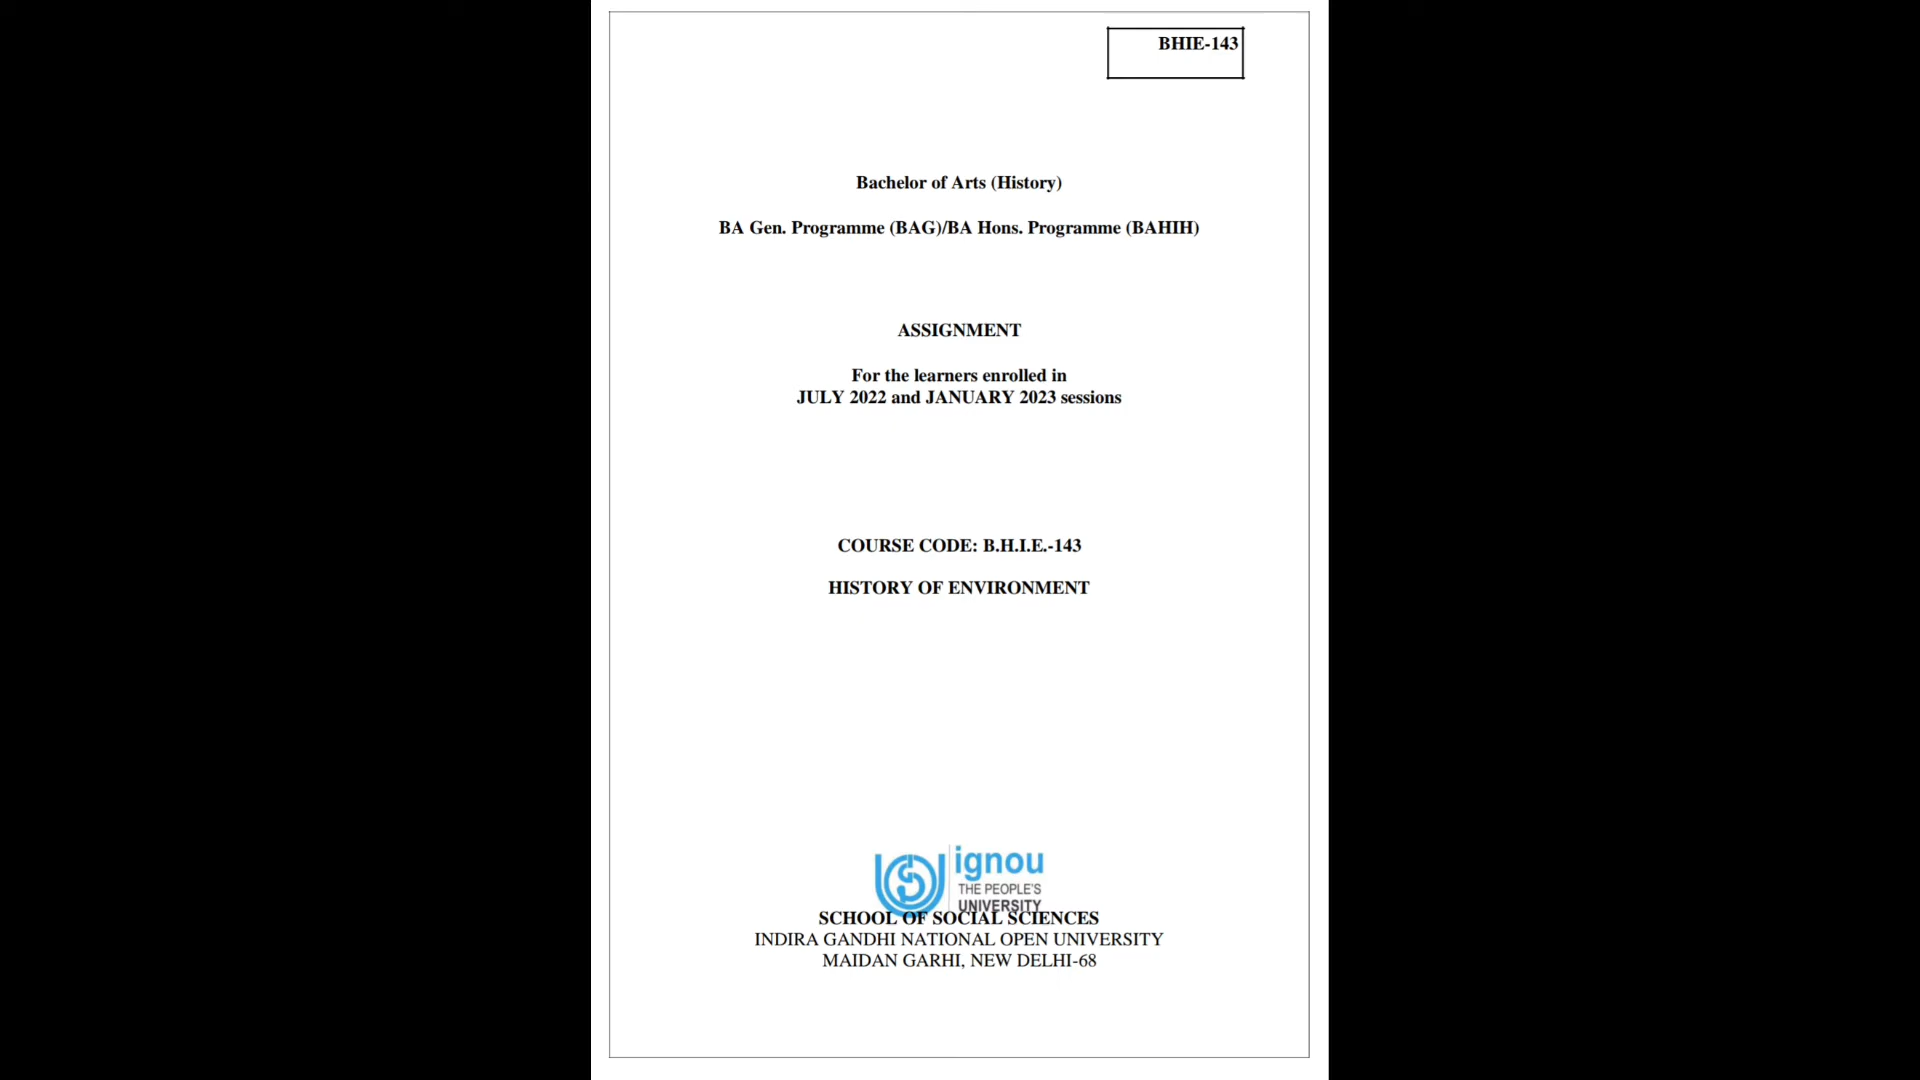 BHIE-143
Bachelor of Arts (History)
BA Gen. Programme (BAG)/BA Hons. Programme (BAHIH)
ASSIGNMENT
For the learners enrolled in
JULY 2022 and JANUARY 2023 sessions
COURSE CODE: B.H.I.E.-143
HISTORY OF ENVIRONMENT
ignou
THE PEOPLE'S
UNIVERSITY
SCHOOL OF SOCIAL SCIENCES
INDIRA GANDHI NATIONAL OPEN UNIVERSITY
MAIDAN GARHI, NEW DELHI-68